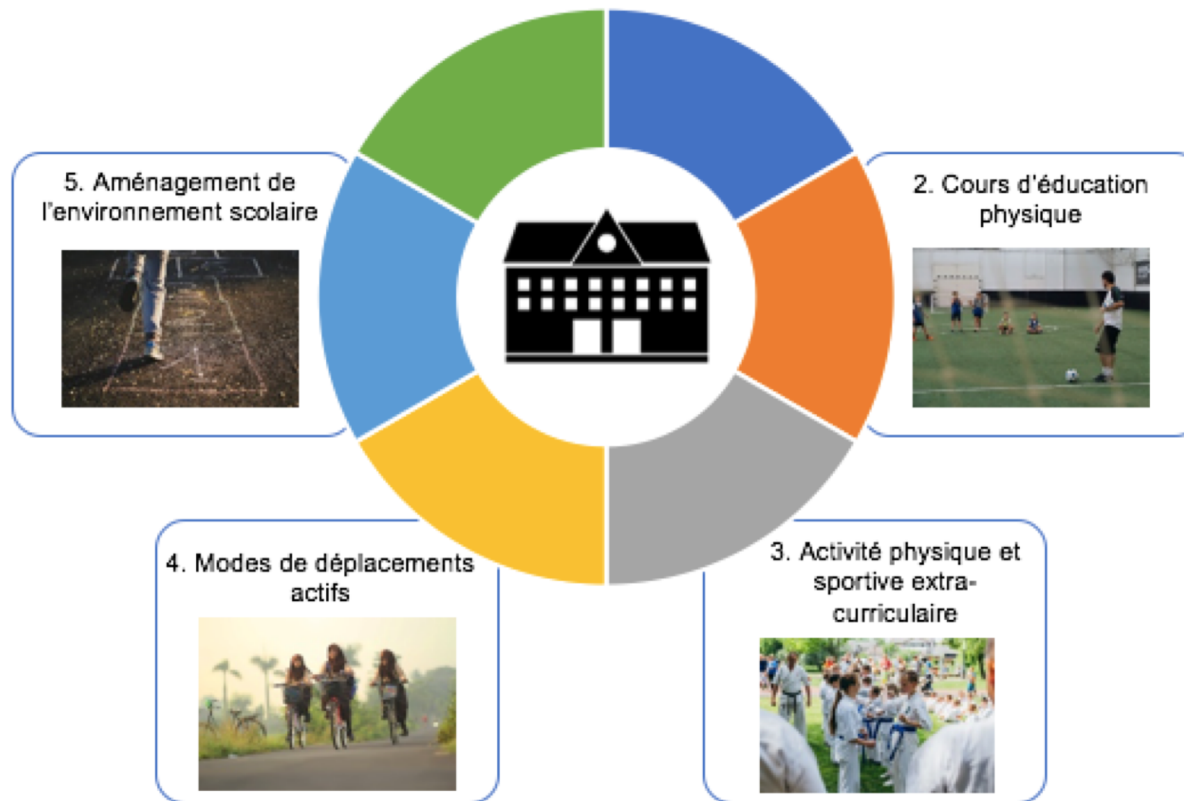 5. Aménagement de
l'environnement scolaire
2. Cours d'éducation
physique
4. Modes de déplacements
actifs
3. Activité physique et
sportive extra-
curriculaire